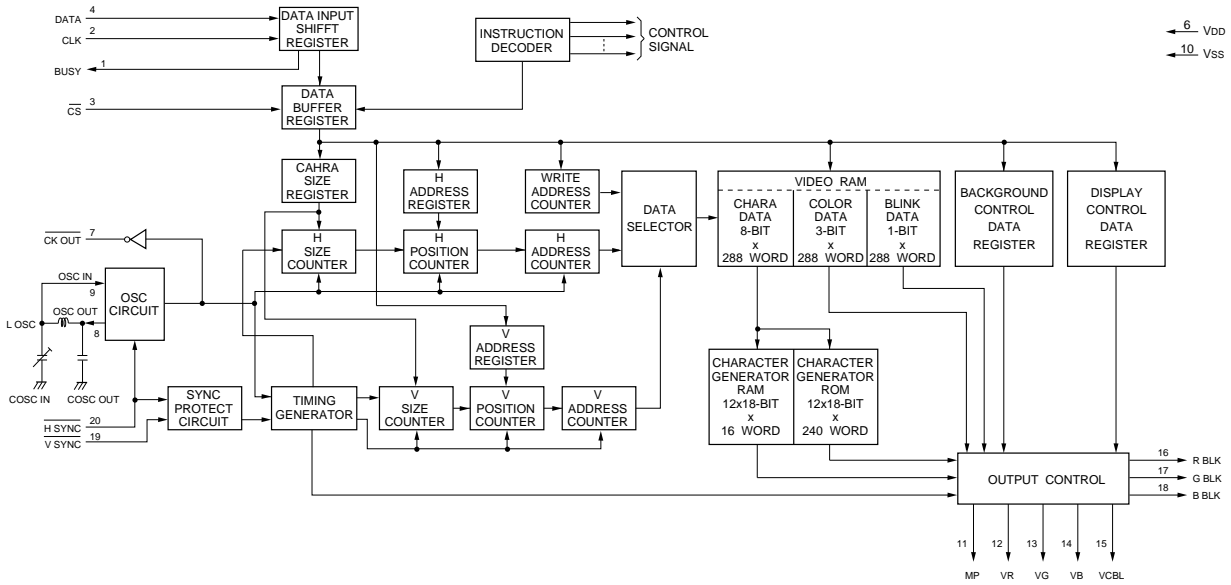 DATA 4
CLK 2
BUSY 1
CS 3
DATA INPUT
SHIFFT
REGISTER
INSTRUCTION
DECODER
CONTROL
SIGNAL
6 VDD
10 VSS
DATA
BUFFER
REGISTER
CAHRA
SIZE
REGISTER
H
ADDRESS
REGISTER
WRITE
ADDRESS
COUNTER
DATA
SELECTOR
VIDEO RAM
CHARA
DATA
8-BIT
x
288 WORD
COLOR
DATA
3-BIT
x
288 WORD
BLINK
DATA
1-BIT
x
288 WORD
BACKGROUND
CONTROL
DATA
REGISTER
DISPLAY
CONTROL
DATA
REGISTER
CK OUT 7
H
SIZE
COUNTER
H
POSITION
COUNTER
H
ADDRESS
COUNTER
OSC IN
9
OSC
CIRCUIT
L OSC
OSC OUT
8
COSC IN
COSC OUT
V
ADDRESS
REGISTER
H SYNC 20
V SYNC 19
SYNC
PROTECT
CIRCUIT
TIMING
GENERATOR
V
SIZE
COUNTER
V
POSITION
COUNTER
V
ADDRESS
COUNTER
CHARACTER
GENERATOR
RAM
12x18-BIT
x
16 WORD
CHARACTER
GENERATOR
ROM
12x18-BIT
x
240 WORD
OUTPUT CONTROL
16 R BLK
17 G BLK
18 B BLK
11
12
13
14
15
MP
VR
VG
VB
VCBL